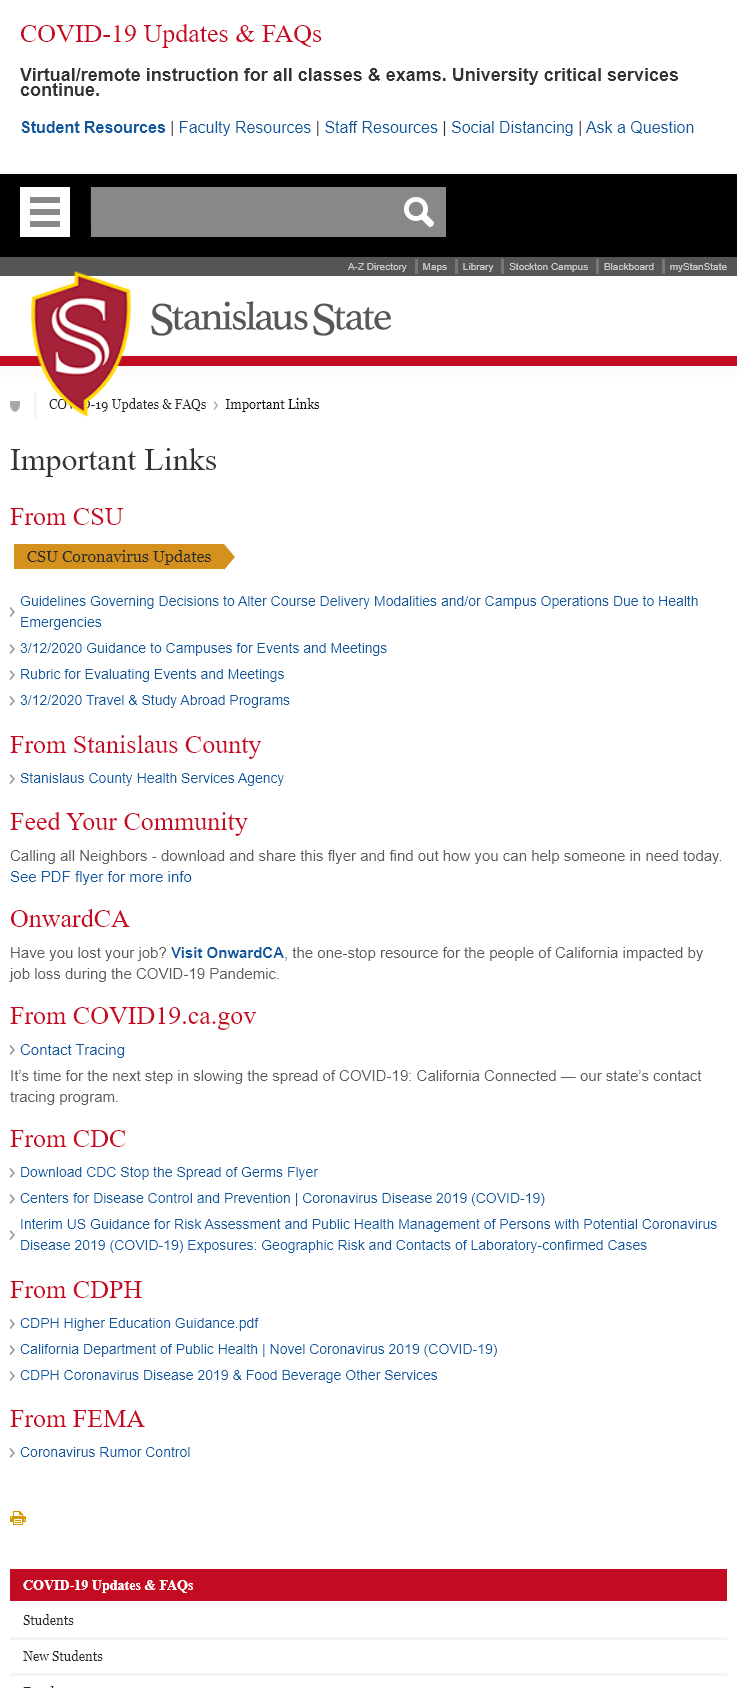 COVID-19 Updates & FAQs
Virtual/remote instruction for all classes & exams. University critical services
continue.
Student Resources | Faculty Resources | Staff Resources | Social Distancing | Ask a Question
A-Z Directory
Maps
Library
Stockton Campus
Blackboard
myStanState
S
Stanislaus State
COVID-19 Updates & FAQs
Important Links
Important Links
From CSU
CSU Coronavirus Updates
Guidelines Governing Decisions to Alter Course Delivery Modalities and/or Campus Operations Due to Health
Emergencies
3/12/2020 Guidance to Campuses for Events and Meetings
Rubric for Evaluating Events and Meetings
3/12/2020 Travel & Study Abroad Programs
From Stanislaus County
Stanislaus County Health Services Agency
Feed Your Community
Calling all Neighbors - download and share this flyer and find out how you can help someone in need today.
See PDF flyer for more info
OnwardCA
Have you lost your job? Visit OnwardCA, the one-stop resource for the people of California impacted by
job loss during the COVID-19 Pandemic.
From COVID19.ca.gov
Contact Tracing
It’s time for the next step in slowing the spread of COVID-19: California Connected — our state’s contact
tracing program.
From CDC
Download CDC Stop the Spread of Germs Flyer
Centers for Disease Control and Prevention | Coronavirus Disease 2019 (COVID-19)
Interim US Guidance for Risk Assessment and Public Health Management of Persons with Potential Coronavirus
Disease 2019 (COVID-19) Exposures: Geographic Risk and Contacts of Laboratory-confirmed Cases
From CDPH
CDPH Higher Education Guidance.pdf
California Department of Public Health | Novel Coronavirus 2019 (COVID-19)
CDPH Coronavirus Disease 2019 & Food Beverage Other Services
From FEMA
Coronavirus Rumor Control
COVID-19 Updates & FAQs
Students
New Students